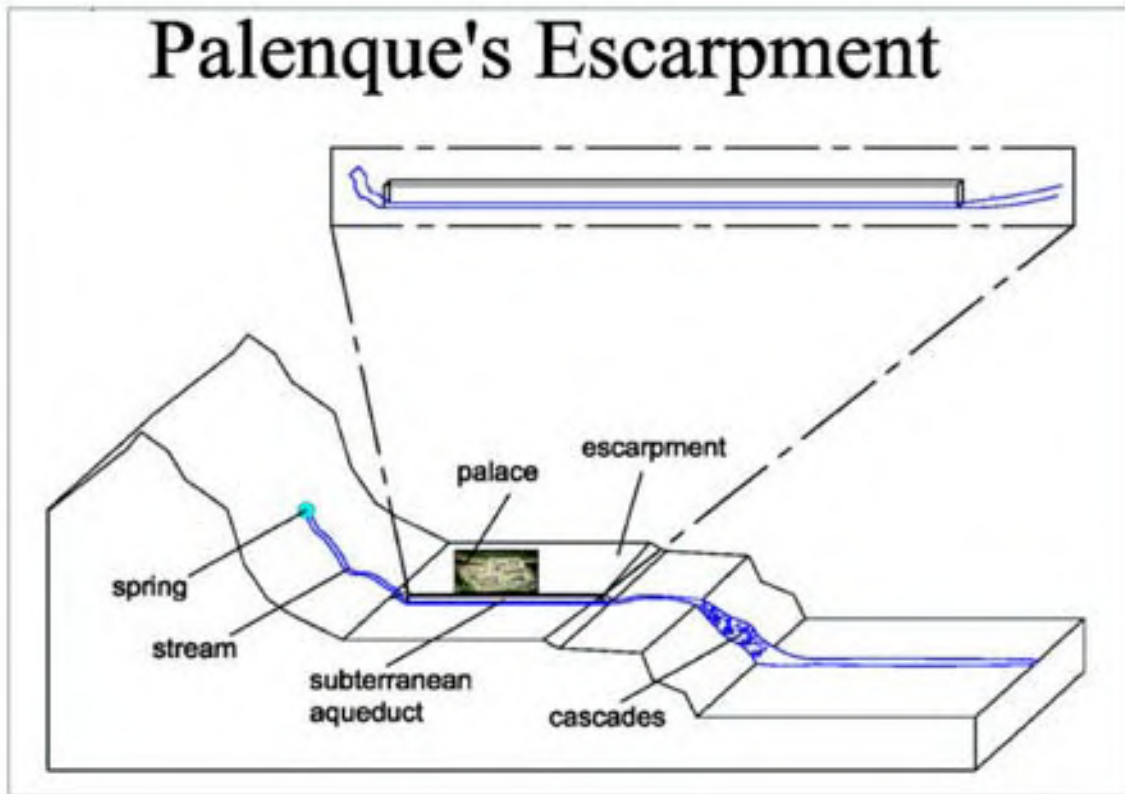 Palenque's Escarpment
escarpment
palace
spring
stream
subterranean
aqueduct
cascades